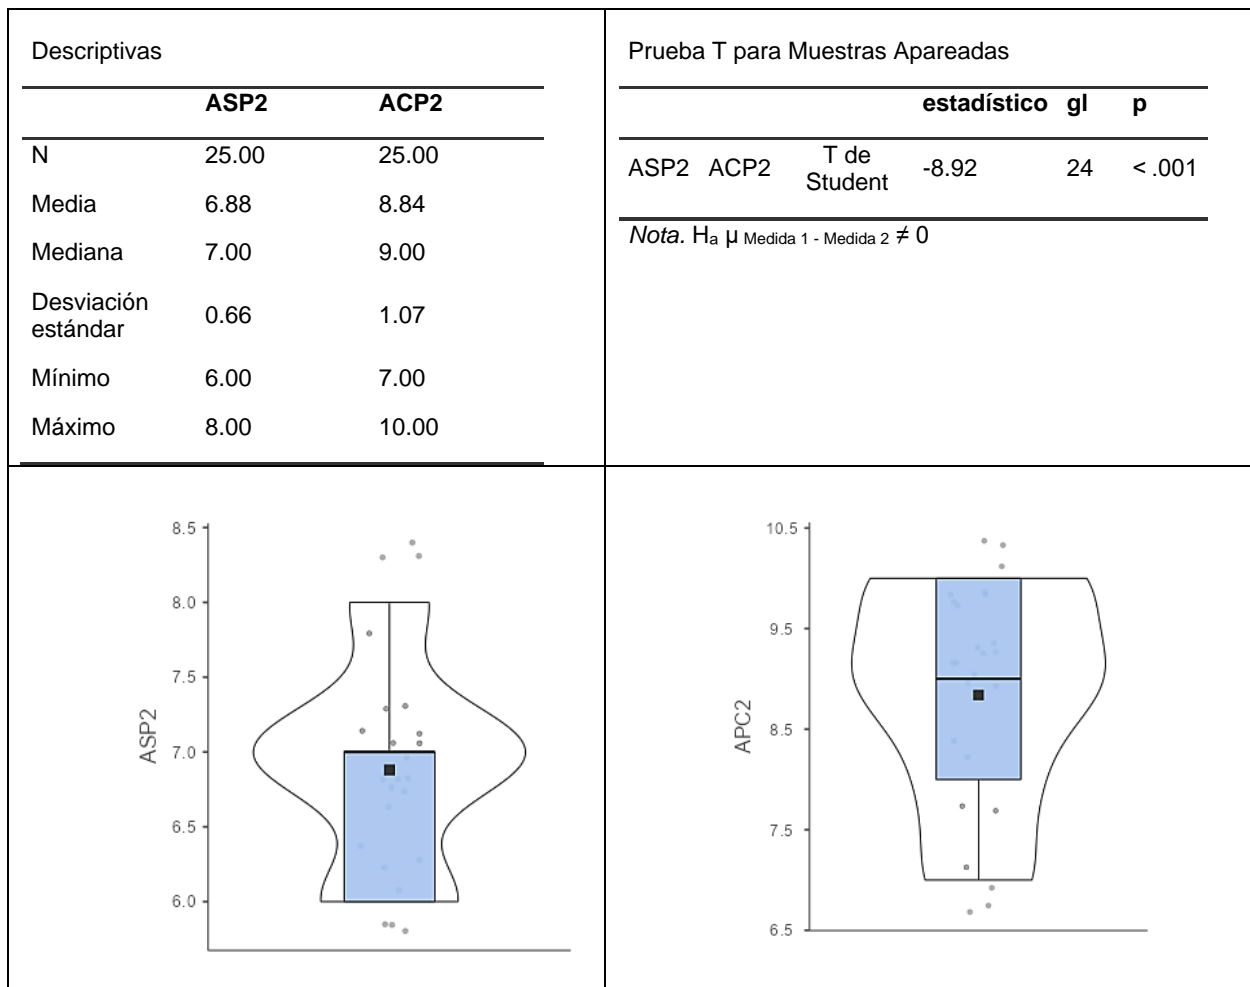 Descriptivas
ASP2 ACP2
N 25.00 25.00
Media 6.88 8.84
Mediana 7.00 9.00
Desviación
estándar 0.66 1.07
Mínimo 6.00 7.00
Máximo 8.00 10.00
Prueba T para Muestras Apareadas
estadístico gl p
ASP2 ACP2 T de
Student -8.92 24 < .001
Nota. Ha μ Medida 1 - Medida 2 ≠ 0
8.5
8.0
7.5
7.0
6.5
6.0
ASP2
10.5
9.5
8.5
7.5
6.5
APC2